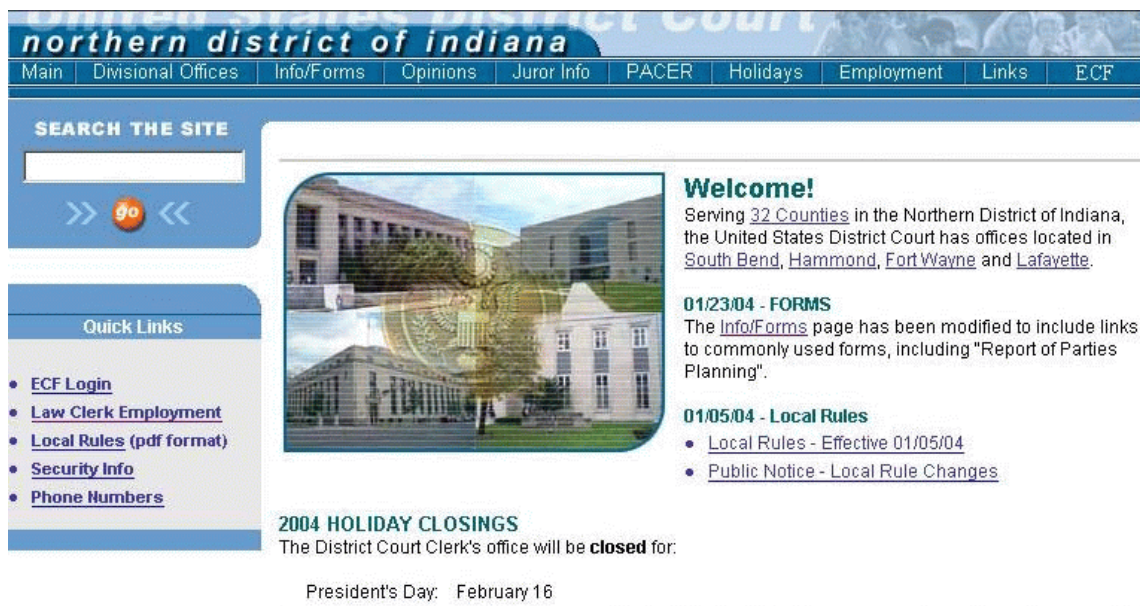 United States District Court
northern district of indiana
Main Divisional Offices Info/Forms Opinions Juror Info PACER Holidays Employment Links ECF
SEARCH THE SITE
go
Quick Links
ECF Login
Law Clerk Employment
Local Rules (pdf format)
Security Info
Phone Numbers
Welcome!
Serving 32 Counties in the Northern District of Indiana,
the United States District Court has offices located in
South Bend, Hammond, Fort Wayne and Lafayette.
01/23/04 - FORMS
The Info/Forms page has been modified to include links
to commonly used forms, including "Report of Parties
Planning".
01/05/04 - Local Rules
Local Rules - Effective 01/05/04
Public Notice - Local Rule Changes
2004 HOLIDAY CLOSINGS
The District Court Clerk's office will be closed for:
President's Day: February 16